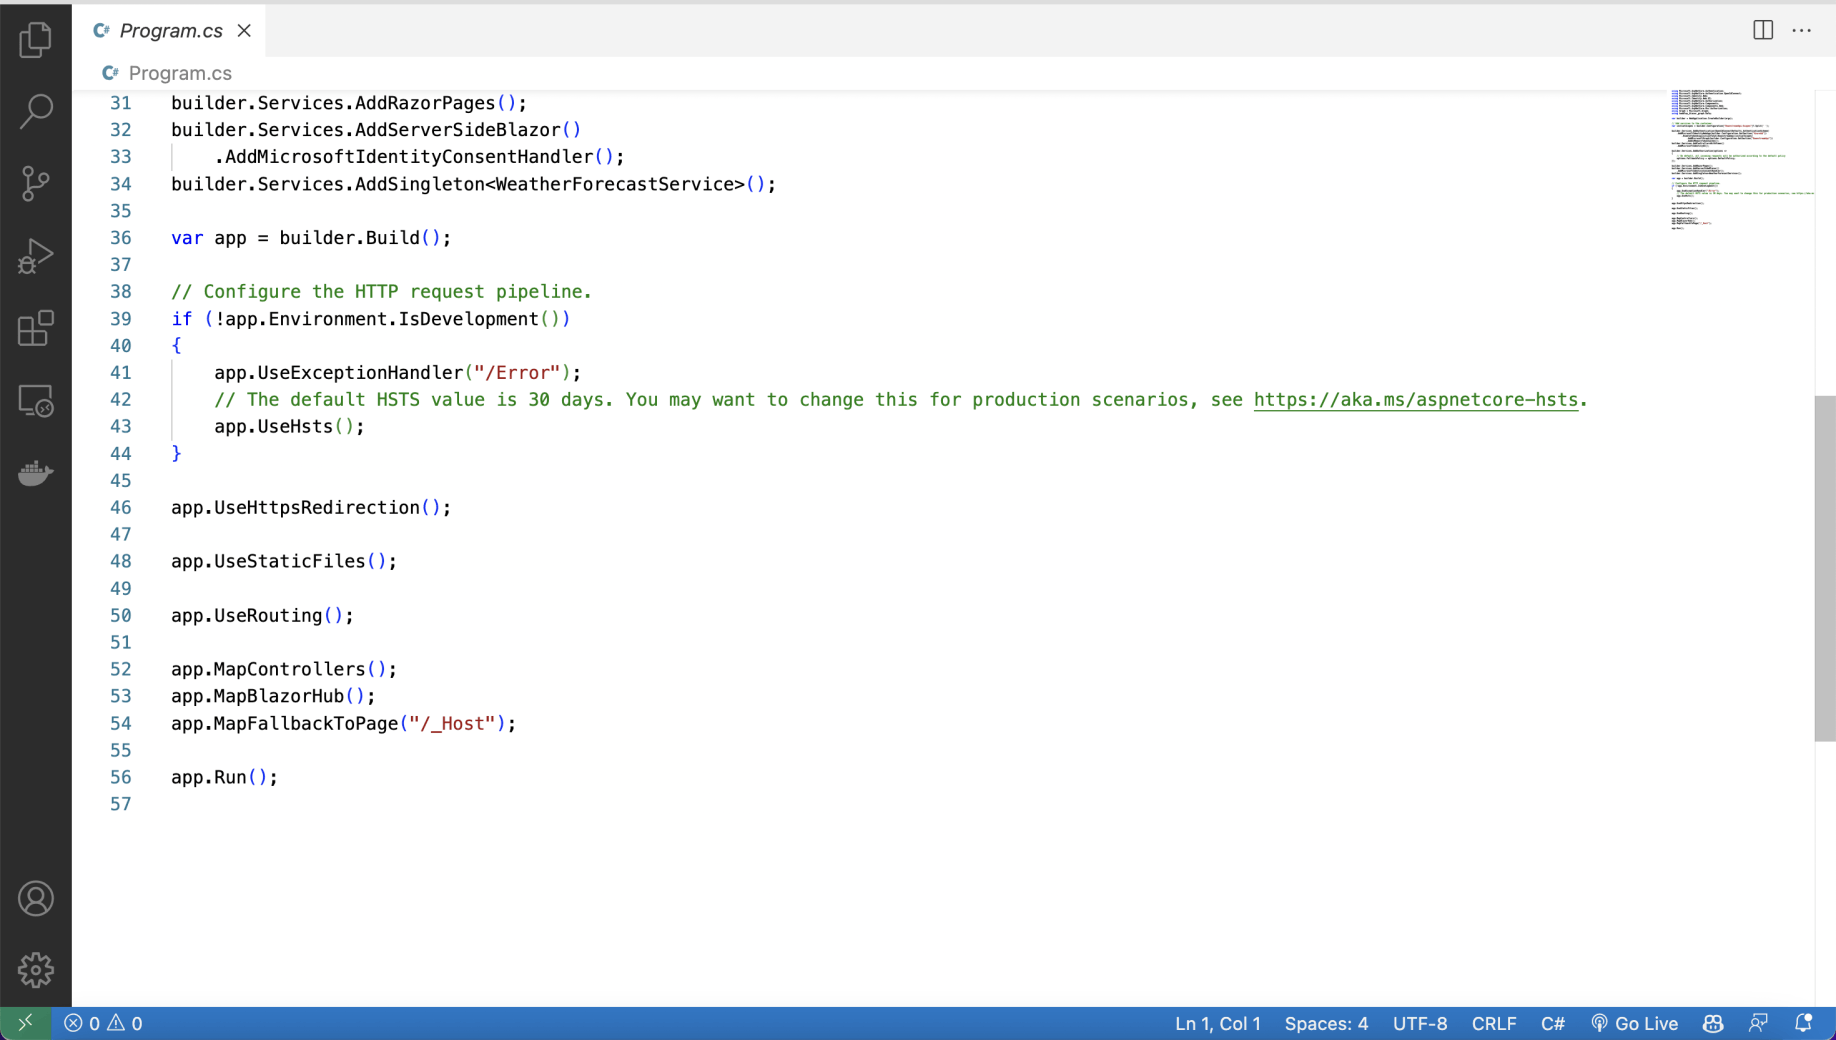 C# Program.cs
C# Program.cs
31 builder.Services.AddRazorPages();
32 builder.Services.AddServerSideBlazor()
33     .AddMicrosoftIdentityConsentHandler();
34 builder.Services.AddSingleton<WeatherForecastService>();
35
36 var app = builder.Build();
37
38 // Configure the HTTP request pipeline.
39 if (!app.Environment.IsDevelopment())
40 {
41     app.UseExceptionHandler("/Error");
42     // The default HSTS value is 30 days. You may want to change this for production scenarios, see https://aka.ms/aspnetcore-hsts.
43     app.UseHsts();
44 }
45
46 app.UseHttpsRedirection();
47
48 app.UseStaticFiles();
49
50 app.UseRouting();
51
52 app.MapControllers();
53 app.MapBlazorHub();
54 app.MapFallbackToPage("/_Host");
55
56 app.Run();
57
0 0 Ln 1, Col 1 Spaces: 4 UTF-8 CRLF C# Go Live